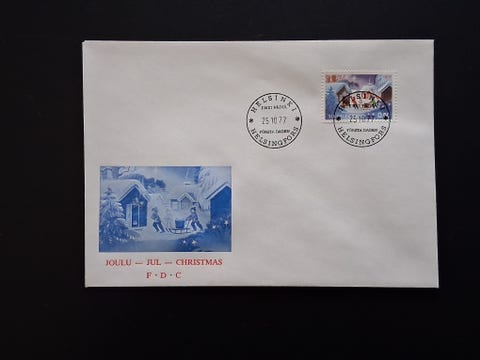 HELSINKI
ENSI PÄIVÄ
25.10.77
FÖRSTA DAGEN
HELSINGFORS
HELSINKI
25.10.77
FÖRSTA DAGEN
HELSINGFORS
JOULU — JUL — CHRISTMAS
F · D · C